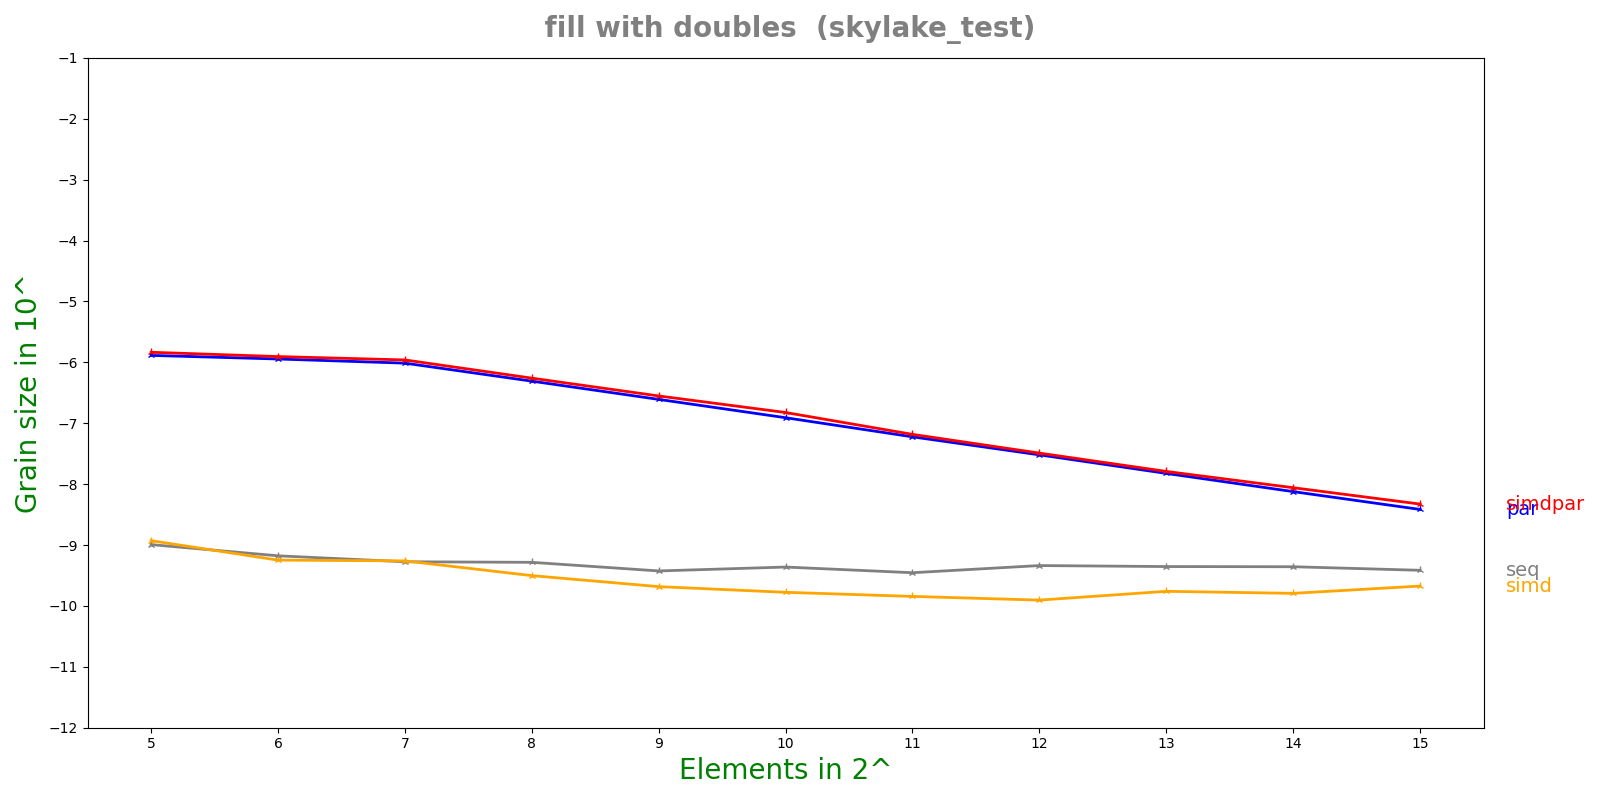 fill with doubles (skylake_test)
Grain size in 10^
−1
−2
−3
−4
−5
−6
−7
−8
−9
−10
−11
−12
simdpar
par
seq
simd
5 6 7 8 9 10 11 12 13 14 15
Elements in 2^